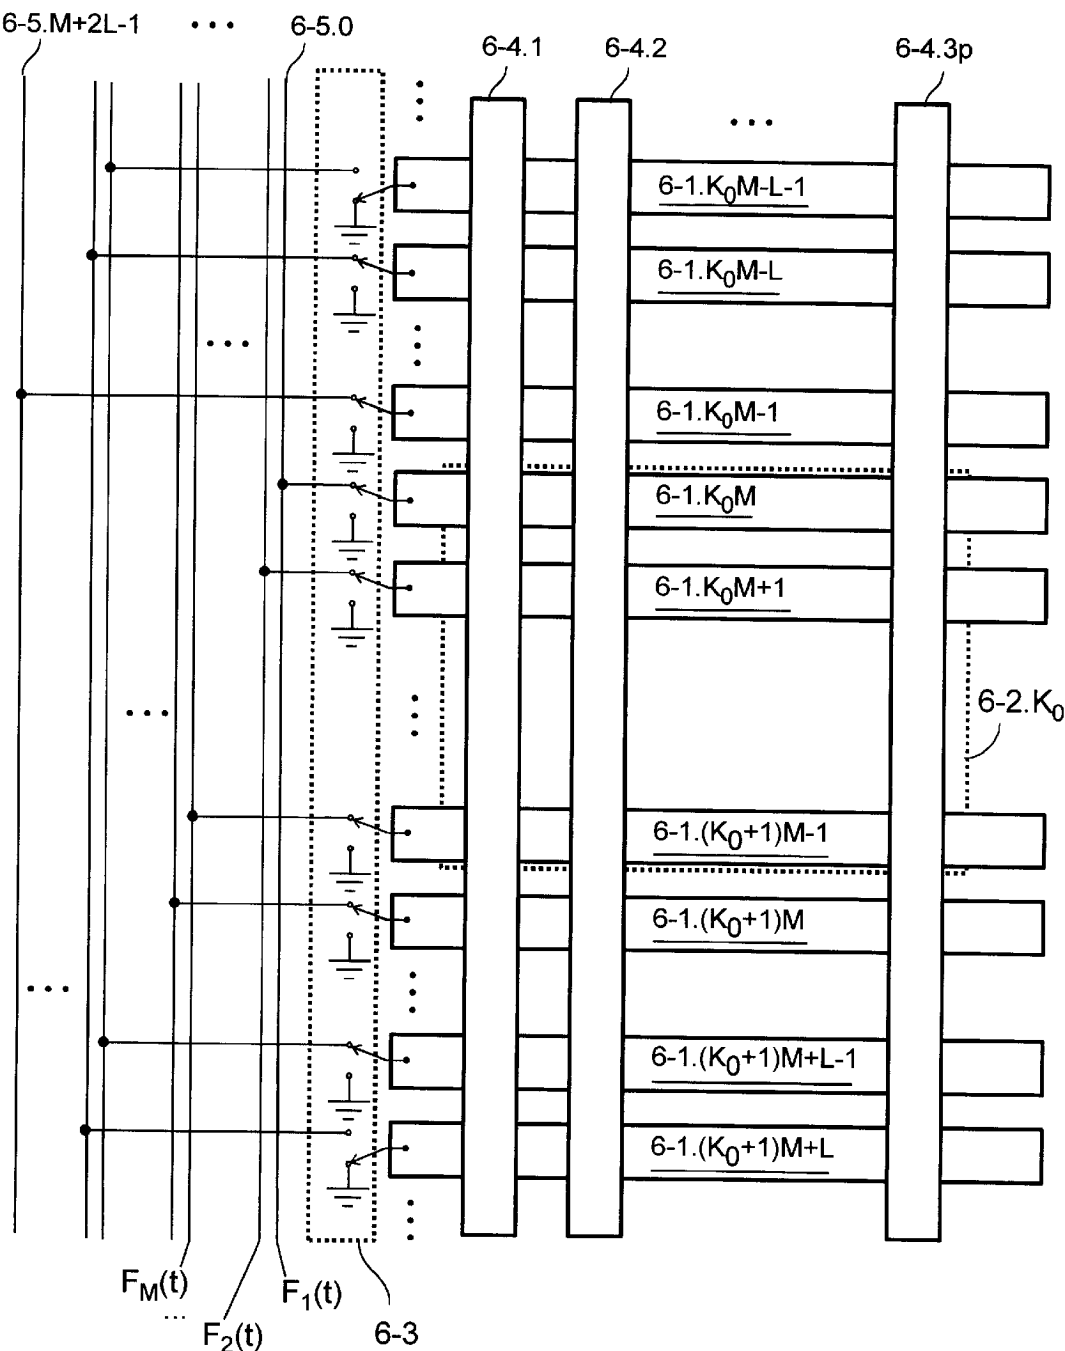 6-5.M+2L-1 ... 6-5.0
6-4.1
6-4.2
6-4.3p
...
6-1.K₀M-L-1
6-1.K₀M-L
...
6-1.K₀M-1
6-1.K₀M
6-1.K₀M+1
...
6-2.K₀
6-1.(K₀+1)M-1
6-1.(K₀+1)M
...
6-1.(K₀+1)M+L-1
6-1.(K₀+1)M+L
F_M(t)
...
F₂(t)
F₁(t)
6-3